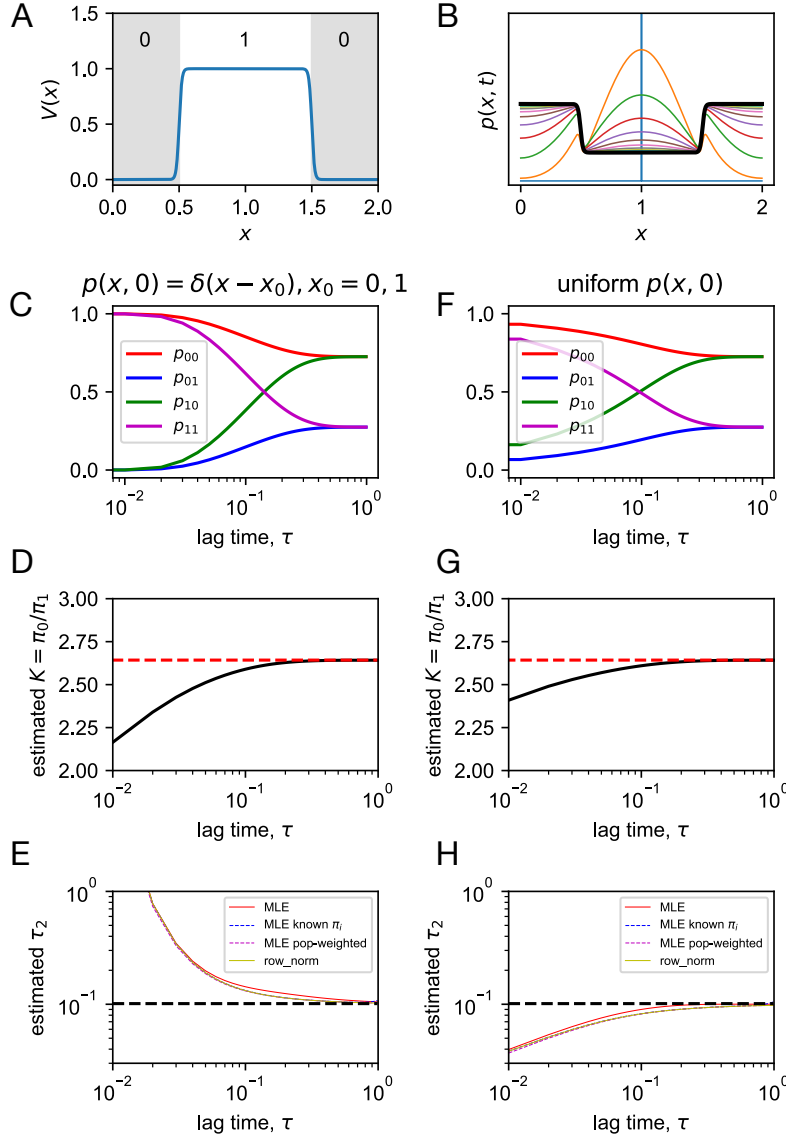 A
1.5
1.0
0.5
0.0
V(x)
0
1
0
0.0
0.5
1.0
1.5
2.0
x
B
p(x, t)
0
1
2
x
p(x, 0) = δ(x − x₀), x₀ = 0, 1
C
1.0
0.5
0.0
p₀₀
p₀₁
p₁₀
p₁₁
10⁻²
10⁻¹
10⁰
lag time, τ
uniform p(x, 0)
F
1.0
0.5
0.0
p₀₀
p₀₁
p₁₀
p₁₁
10⁻²
10⁻¹
10⁰
lag time, τ
D
estimated K = π₀/π₁
3.00
2.75
2.50
2.25
2.00
10⁻²
10⁻¹
10⁰
lag time, τ
G
estimated K = π₀/π₁
3.00
2.75
2.50
2.25
2.00
10⁻²
10⁻¹
10⁰
lag time, τ
E
estimated τ₂
10⁰
10⁻¹
MLE
MLE known πᵢ
MLE pop-weighted
row_norm
10⁻²
10⁻¹
10⁰
lag time, τ
H
estimated τ₂
10⁰
10⁻¹
MLE
MLE known πᵢ
MLE pop-weighted
row_norm
10⁻²
10⁻¹
10⁰
lag time, τ